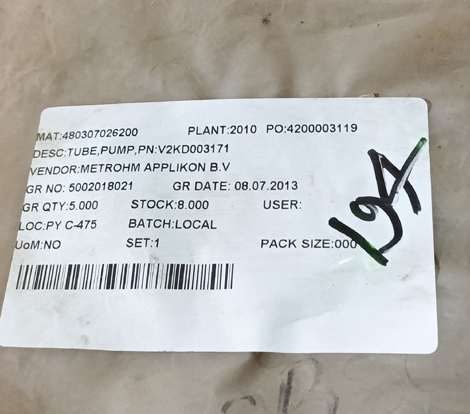 MAT:480307026200 PLANT:2010 PO:4200003119
DESC:TUBE,PUMP,PN:V2KD003171
VENDOR:METROHM APPLIKON B.V
GR NO: 5002018021 GR DATE: 08.07.2013
GR QTY:5.000 STOCK:8.000 USER:
LOC:PY C-475 BATCH:LOCAL
UoM:NO SET:1 PACK SIZE:000